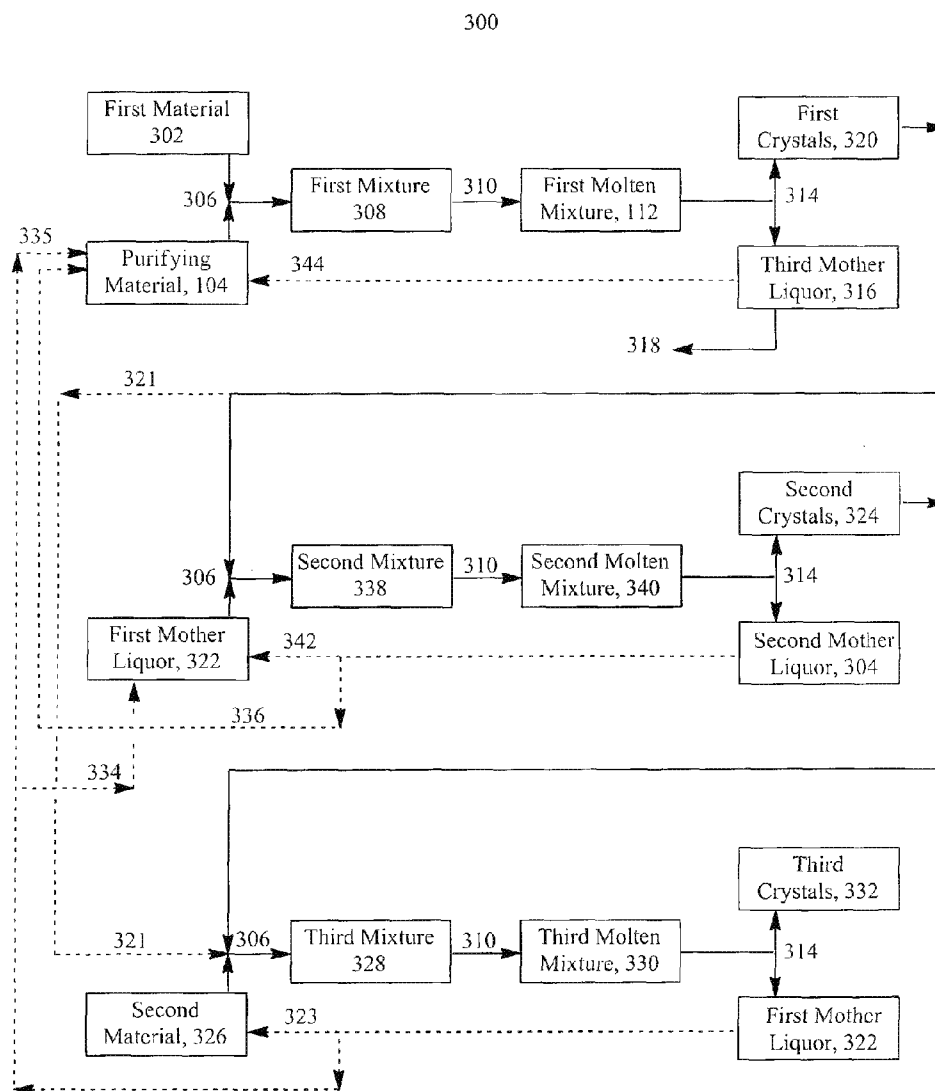 300
First Material
302
306
First Mixture
308
310
First Molten
Mixture, 112
First
Crystals, 320
314
335
Purifying
Material, 104
344
Third Mother
Liquor, 316
318
321
Second
Crystals, 324
306
Second Mixture
338
310
Second Molten
Mixture, 340
314
First Mother
Liquor, 322
342
Second Mother
Liquor, 304
336
334
Third
Crystals, 332
321
306
Third Mixture
328
310
Third Molten
Mixture, 330
314
Second
Material, 326
323
First Mother
Liquor, 322